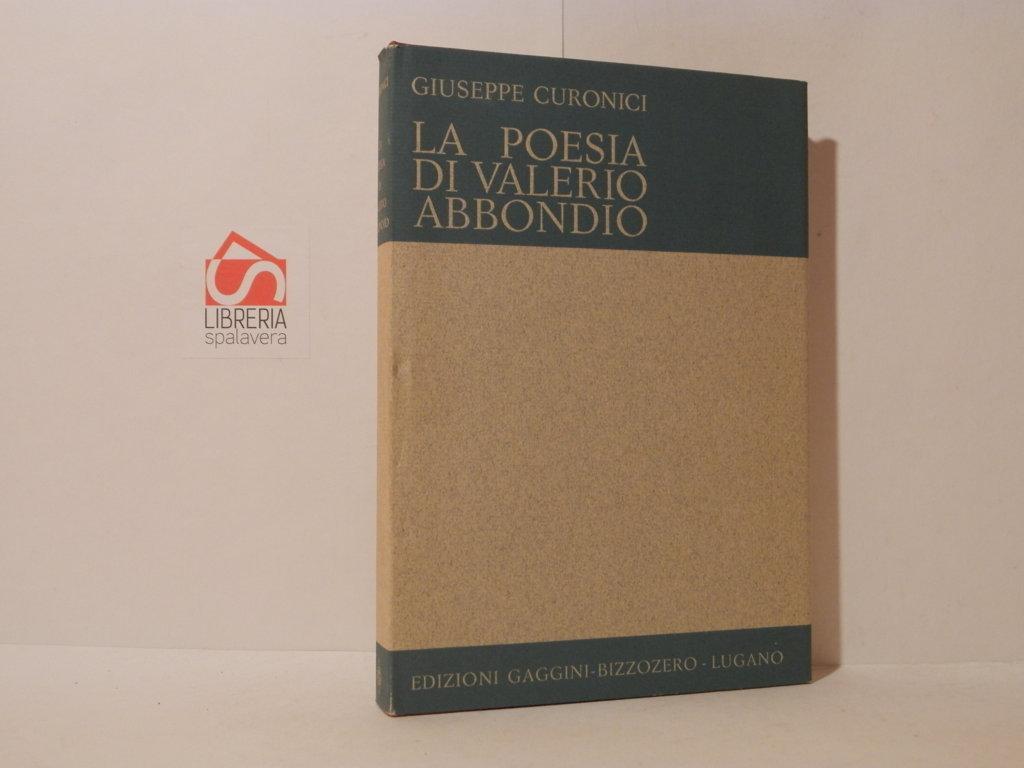 GIUSEPPE CURONICI
LA POESIA
DI VALERIO
ABBONDIO
EDIZIONI GAGGINI-BIZZOZERO - LUGANO
LIBRERIA
spalavera